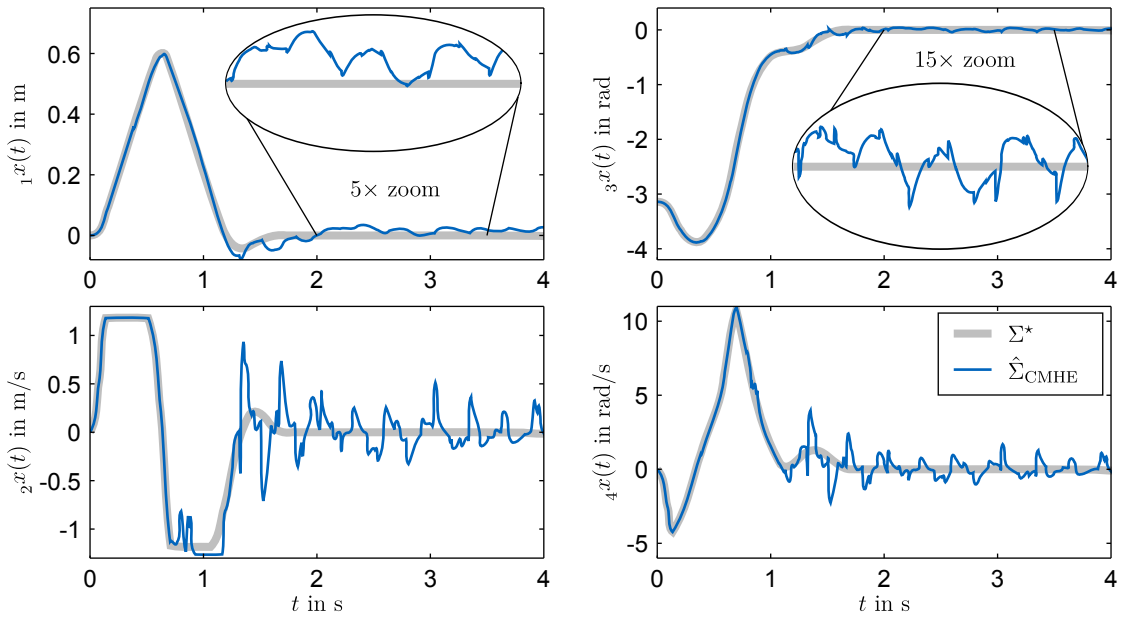 0.6
0.4
0.2
0
₁x(t) in m
5× zoom
0 1 2 3 4
0
-1
-2
-3
-4
₃x(t) in rad
15× zoom
0 1 2 3 4
1
0.5
0
-0.5
-1
₂x(t) in m/s
0 1 2 3 4
t in s
10
5
0
-5
₄x(t) in rad/s
Σ⋆
Σ̂CMHE
0 1 2 3 4
t in s